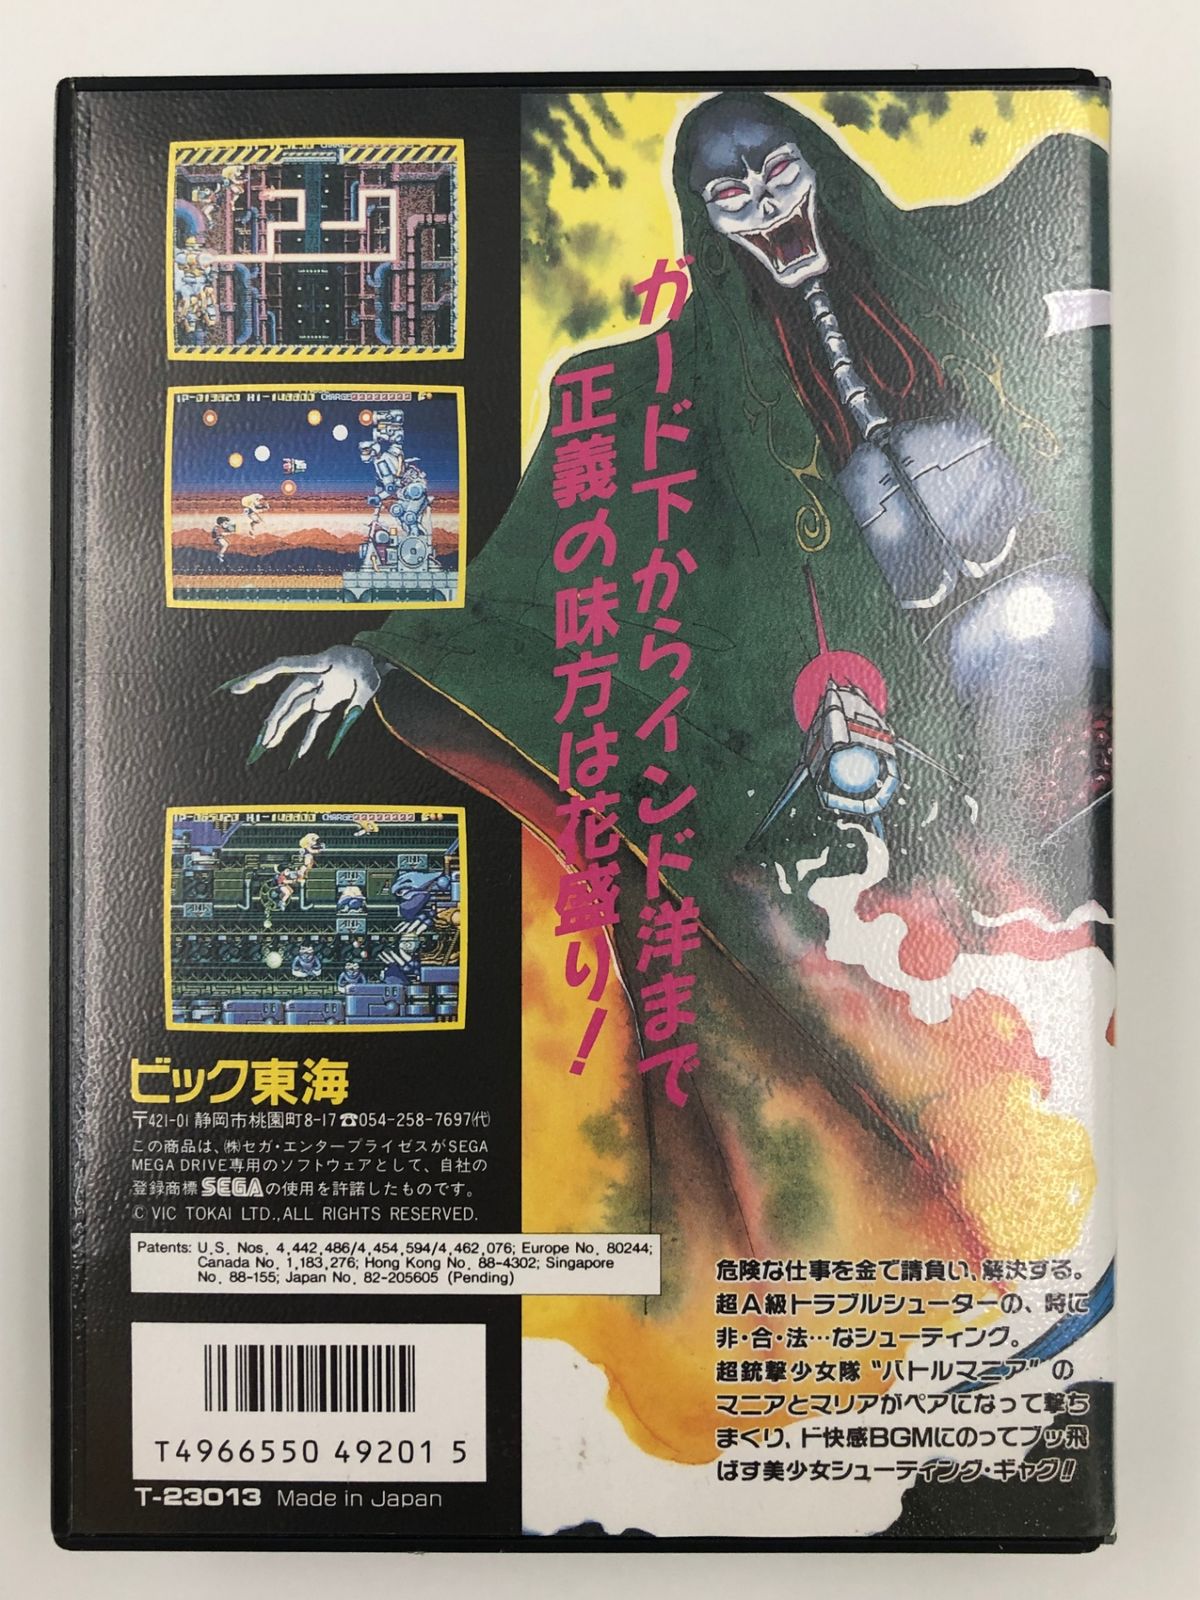 ガード下からインド洋まで
正義の味方は花盛り!
1P-013820 HI-148800 CHARGE
HI-148800 CHARGE
ビック東海
〒421-01 静岡市桃園町8-17☎054-258-7697㈹
この商品は、㈱セガ・エンタープライゼスがSEGA
MEGA DRIVE専用のソフトウェアとして、自社の
登録商標SEGAの使用を許諾したものです。
© VIC TOKAI LTD.,ALL RIGHTS RESERVED.
Patents: U.S. Nos. 4,442,486/4,454,594/4,462,076; Europe No. 80244;
Canada No. 1,183,276; Hong Kong No. 88-4302; Singapore
No. 88-155; Japan No. 82-205605 (Pending)
T4966550 49201 5
T-23013 Made in Japan
危険な仕事を金で請負い、解決する。
超A級トラブルシューターの、時に
非・合・法…なシューティング。
超銃撃少女隊"バトルマニア"の
マニアとマリアがペアになって撃ち
まくり、ド快感BGMにのってブッ飛
ばす美少女シューティング・ギャグ!!